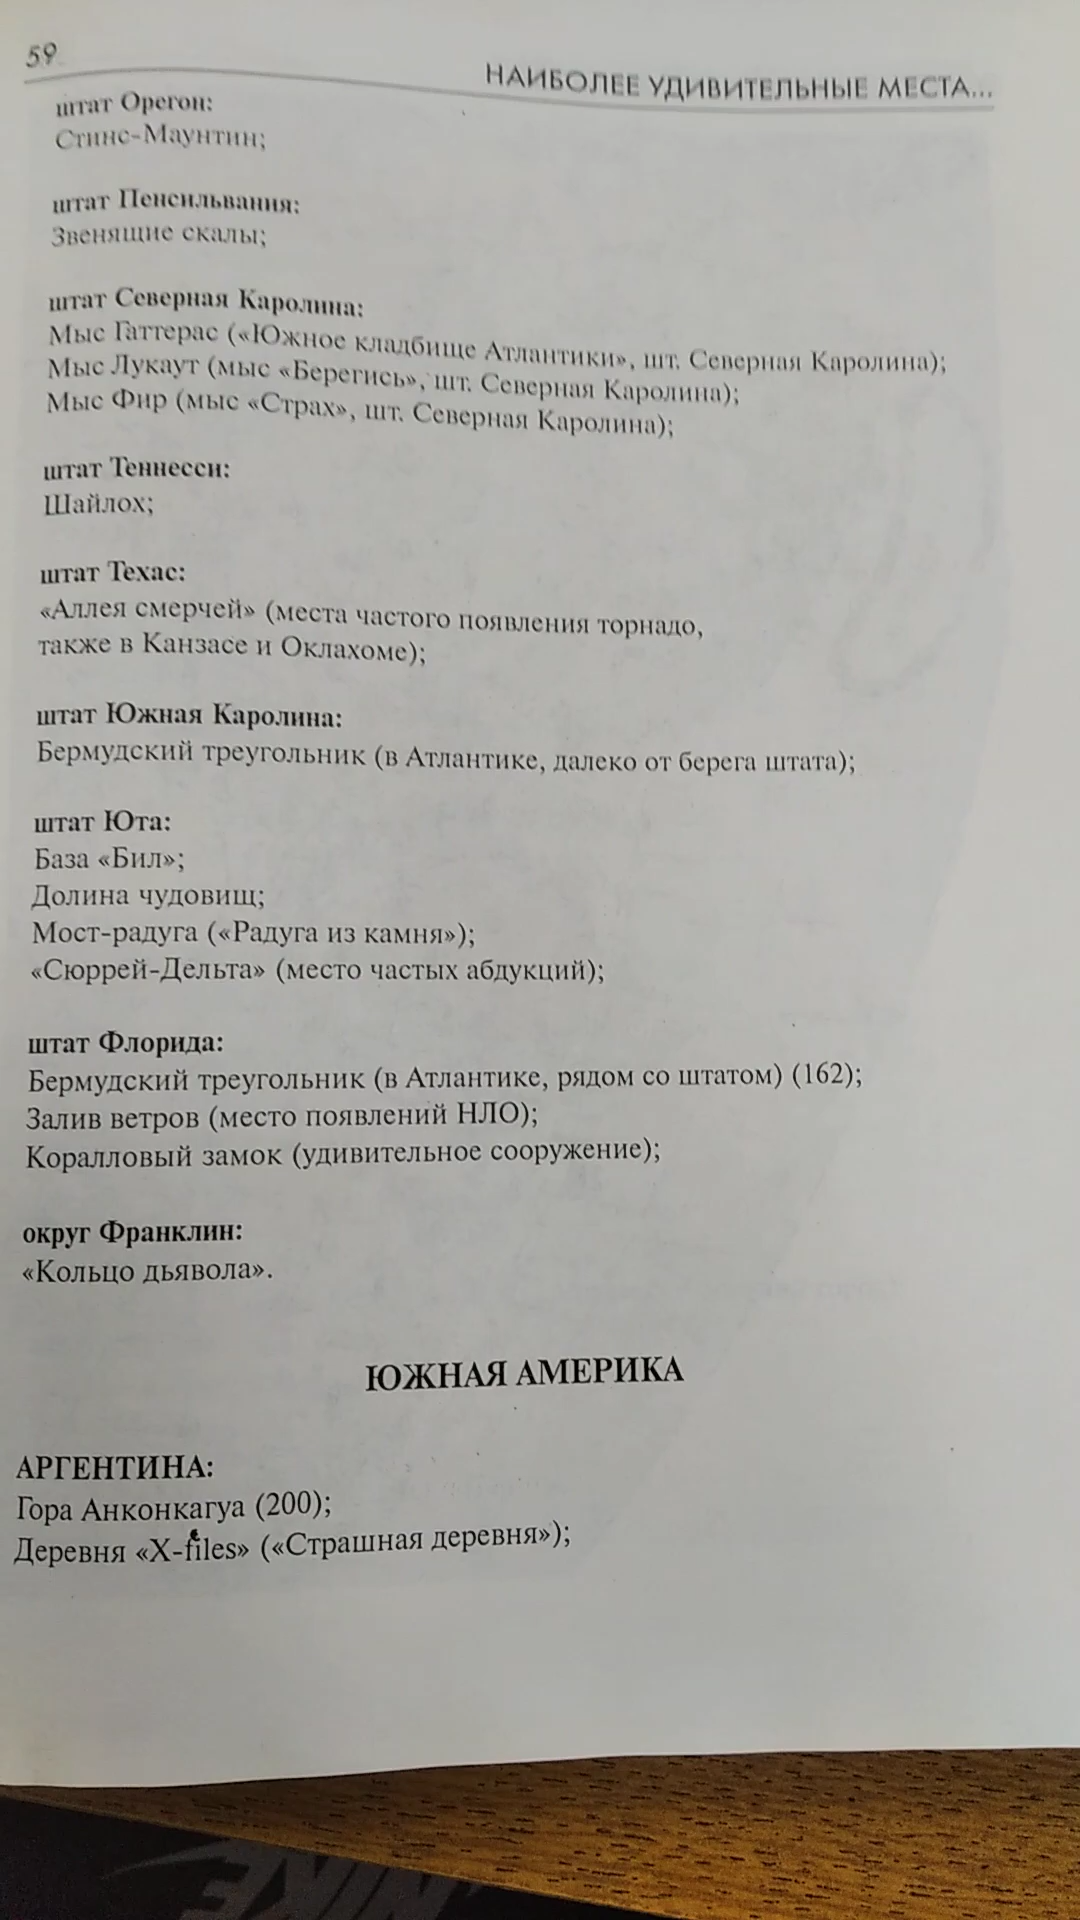 59
НАИБОЛЕЕ УДИВИТЕЛЬНЫЕ МЕСТА...
штат Орегон:
Стинс-Маунтин;
штат Пенсильвания:
Звенящие скалы;
штат Северная Каролина:
Мыс Гаттерас («Южное кладбище Атлантики», шт. Северная Каролина);
Мыс Лукаут (мыс «Берегись», шт. Северная Каролина);
Мыс Фир (мыс «Страх», шт. Северная Каролина);
штат Теннесси:
Шайлох;
штат Техас:
«Аллея смерчей» (места частого появления торнадо,
также в Канзасе и Оклахоме);
штат Южная Каролина:
Бермудский треугольник (в Атлантике, далеко от берега штата);
штат Юта:
База «Бил»;
Долина чудовищ;
Мост-радуга («Радуга из камня»);
«Сюррей-Дельта» (место частых абдукций);
штат Флорида:
Бермудский треугольник (в Атлантике, рядом со штатом) (162);
Залив ветров (место появлений НЛО);
Коралловый замок (удивительное сооружение);
округ Франклин:
«Кольцо дьявола».
ЮЖНАЯ АМЕРИКА
АРГЕНТИНА:
Гора Анконкагуа (200);
Деревня «X-files» («Страшная деревня»);
NIKE